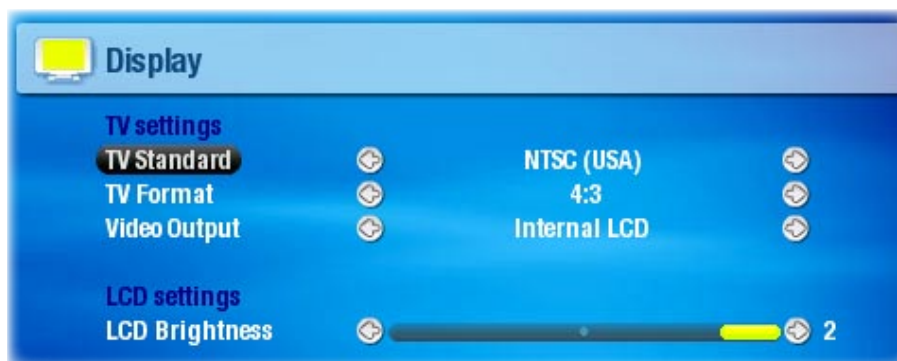 Display
TV settings
TV Standard NTSC (USA)
TV Format 4:3
Video Output Internal LCD
LCD settings
LCD Brightness 2